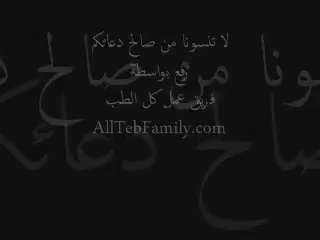 لا تنسونا من صالح دعائكم
رفع بواسطة
فريق عمل كل الطب
AllTebFamily.com